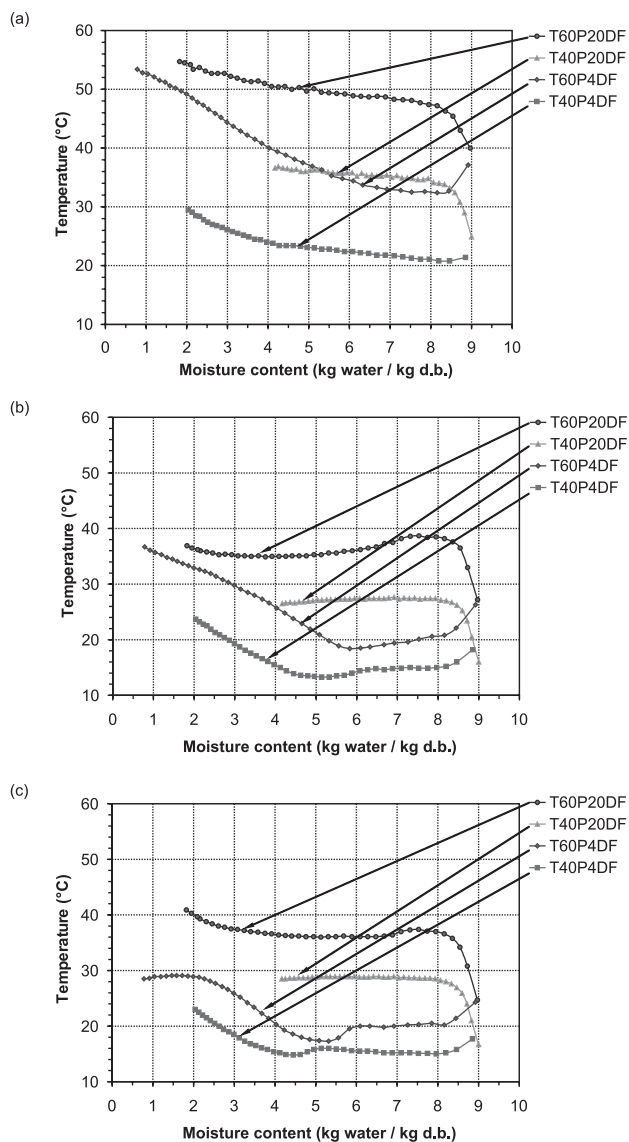 (a)
60
50
40
30
20
10
Temperature (°C)
0 1 2 3 4 5 6 7 8 9 10
Moisture content (kg water / kg d.b.)
T60P20DF
T40P20DF
T60P4DF
T40P4DF
(b)
60
50
40
30
20
10
Temperature (°C)
0 1 2 3 4 5 6 7 8 9 10
Moisture content (kg water / kg d.b.)
T60P20DF
T40P20DF
T60P4DF
T40P4DF
(c)
60
50
40
30
20
10
Temperature (°C)
0 1 2 3 4 5 6 7 8 9 10
Moisture content (kg water / kg d.b.)
T60P20DF
T40P20DF
T60P4DF
T40P4DF